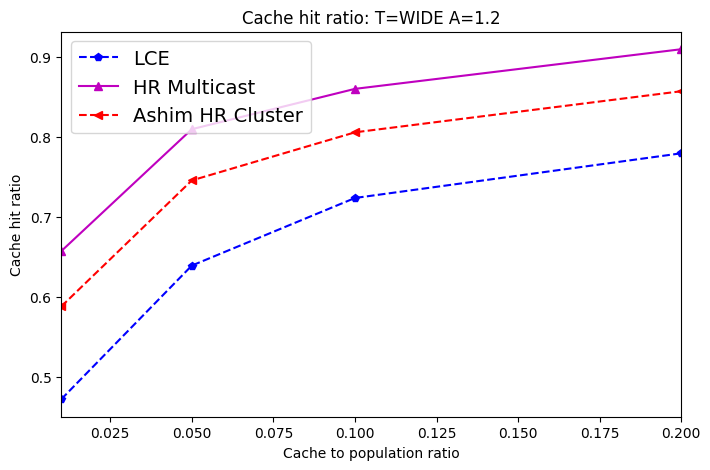 Cache hit ratio: T=WIDE A=1.2
LCE
HR Multicast
Ashim HR Cluster
Cache hit ratio
0.9
0.8
0.7
0.6
0.5
0.025 0.050 0.075 0.100 0.125 0.150 0.175 0.200
Cache to population ratio